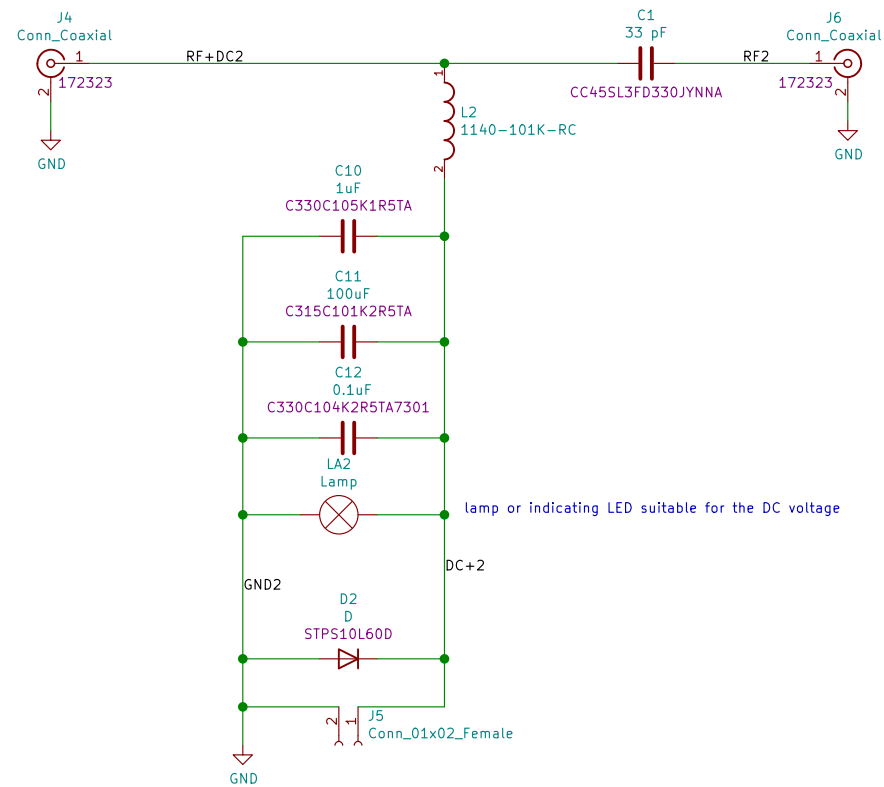 J4
Conn_Coaxial
1
172323
2
GND
RF+DC2
C1
33 pF
CC45SL3FD330JYNNA
RF2
J6
Conn_Coaxial
1
172323
2
GND
1
L2
1140-101K-RC
2
C10
1uF
C330C105K1R5TA
C11
100uF
C315C101K2R5TA
C12
0.1uF
C330C104K2R5TA7301
LA2
Lamp
lamp or indicating LED suitable for the DC voltage
DC+2
GND2
D2
D
STPS10L60D
2
1
J5
Conn_01x02_Female
GND